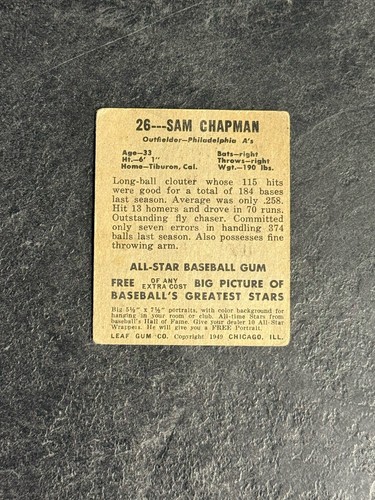 26---SAM CHAPMAN
Outfielder—Philadelphia A's
Age—33 Bats—right
Ht.—6' 1" Throws—right
Home—Tiburon, Cal. Wgt.—190 lbs.
Long-ball clouter whose 115 hits
were good for a total of 184 bases
last season. Average was only .258.
Hit 13 homers and drove in 70 runs.
Outstanding fly chaser. Committed
only seven errors in handling 374
balls last season. Also possesses fine
throwing arm.
ALL-STAR BASEBALL GUM
FREE OF ANY EXTRA COST BIG PICTURE OF
BASEBALL'S GREATEST STARS
Big 5½" x 7½" portraits, with color background for
hanging in your room or club. All-time Stars from
baseball's Hall of Fame. Give your dealer 10 All-Star
Wrappers. He will give you a FREE Portrait.
LEAF GUM CO. Copyright 1949 CHICAGO, ILL.